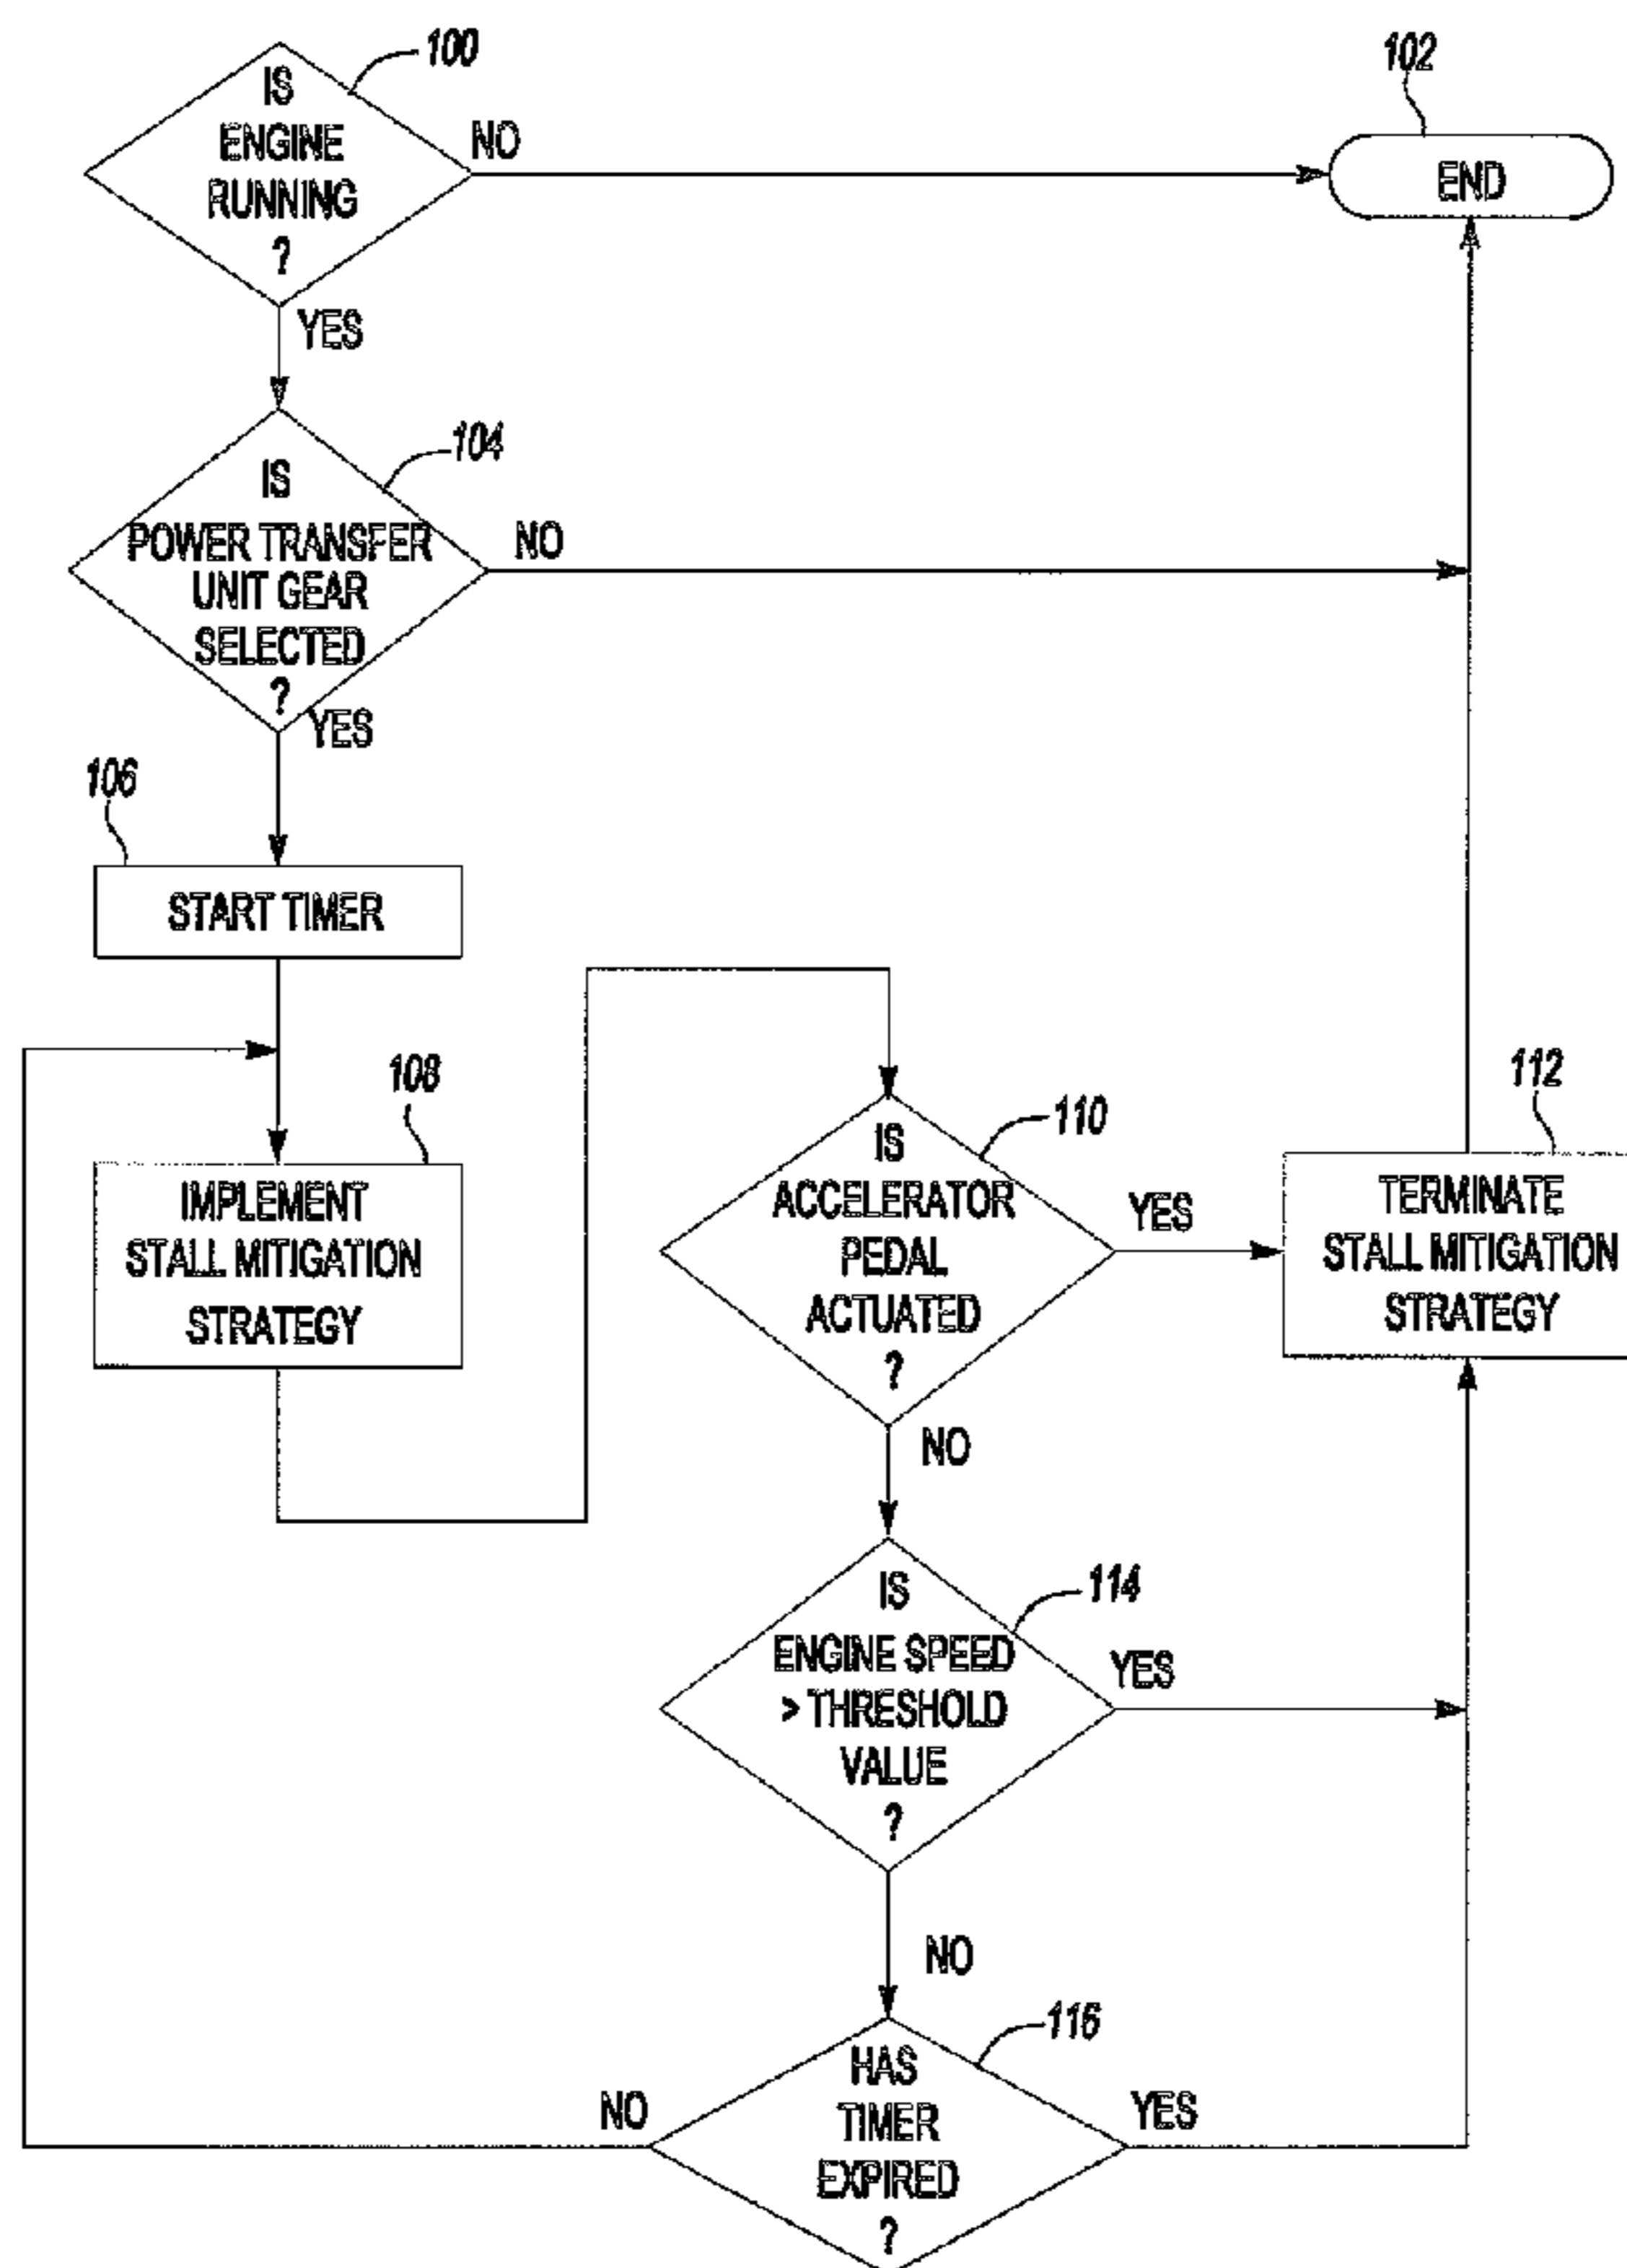 100
IS
ENGINE
RUNNING
?
NO
YES
102
END
104
IS
POWER TRANSFER
UNIT GEAR
SELECTED
?
NO
YES
106
START TIMER
108
IMPLEMENT
STALL MITIGATION
STRATEGY
110
IS
ACCELERATOR
PEDAL
ACTUATED
?
YES
NO
112
TERMINATE
STALL MITIGATION
STRATEGY
114
IS
ENGINE SPEED
> THRESHOLD
VALUE
?
YES
NO
116
HAS
TIMER
EXPIRED
?
NO
YES